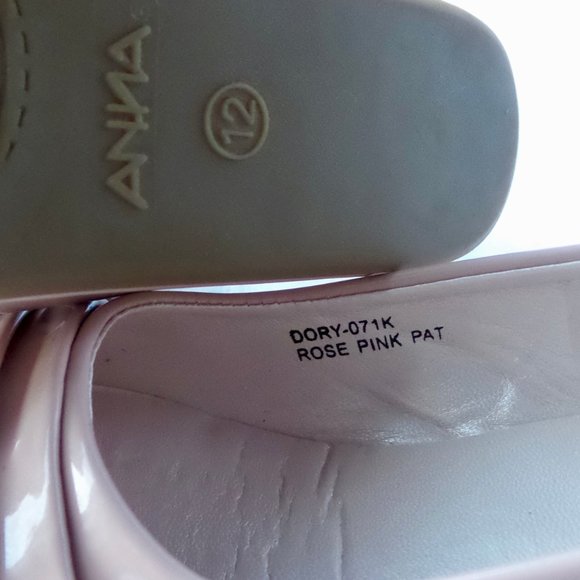 ANNA
12
DORY-071K
ROSE PINK PAT